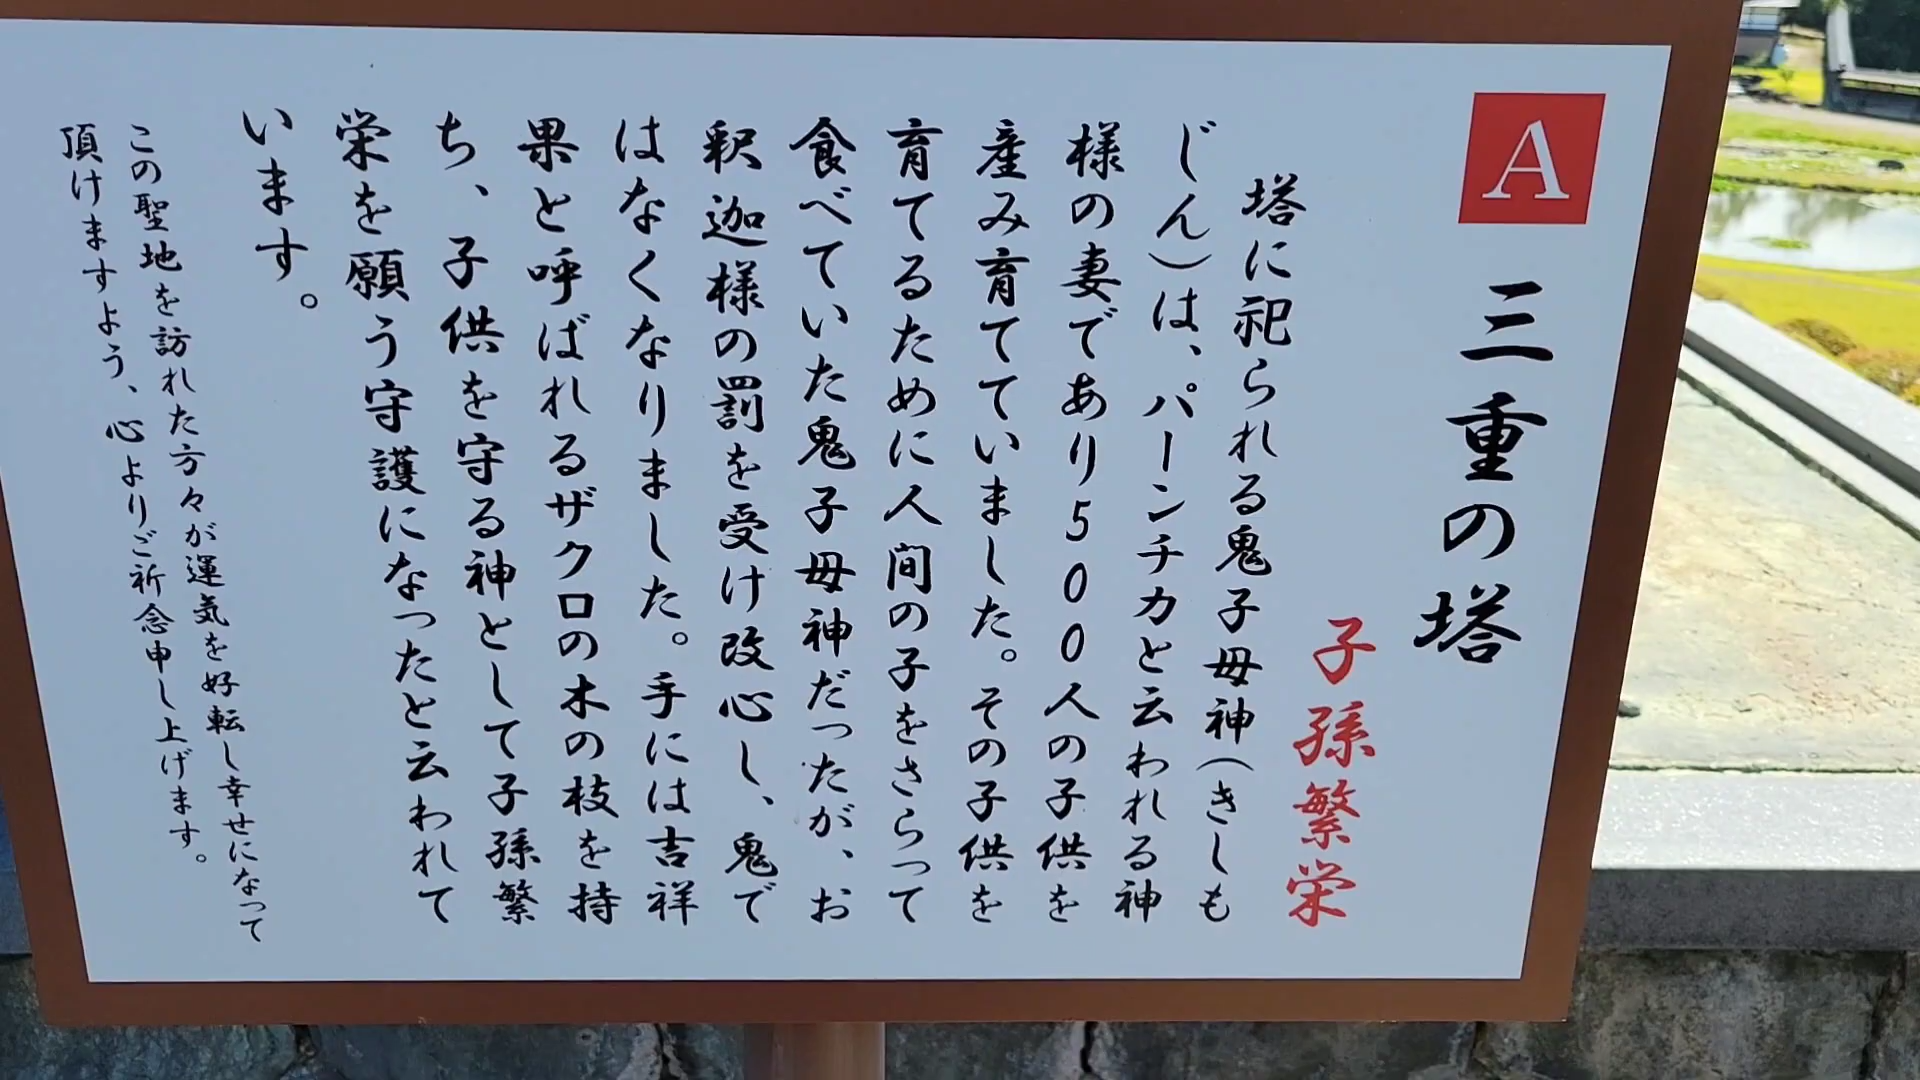 A
三重の塔
子孫繁栄
塔に祀られる鬼子母神(きしも
じん)は、パーンチカと云われる神
様の妻であり500人の子供を
産み育てていました。その子供を
育てるために人間の子をさらって
食べていた鬼子母神だったが、お
釈迦様の罰を受け改心し、鬼で
はなくなりました。手には吉祥
果と呼ばれるザクロの木の枝を持
ち、子供を守る神として子孫繁
栄を願う守護になったと云われて
います。
この聖地を訪れた方々が運気を好転し幸せになって
頂けますよう、心よりご祈念申し上げます。